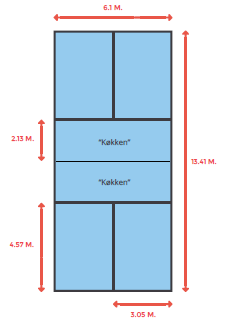 6.1 M.
2.13 M.
"Køkken"
13.41 M.
"Køkken"
4.57 M.
3.05 M.